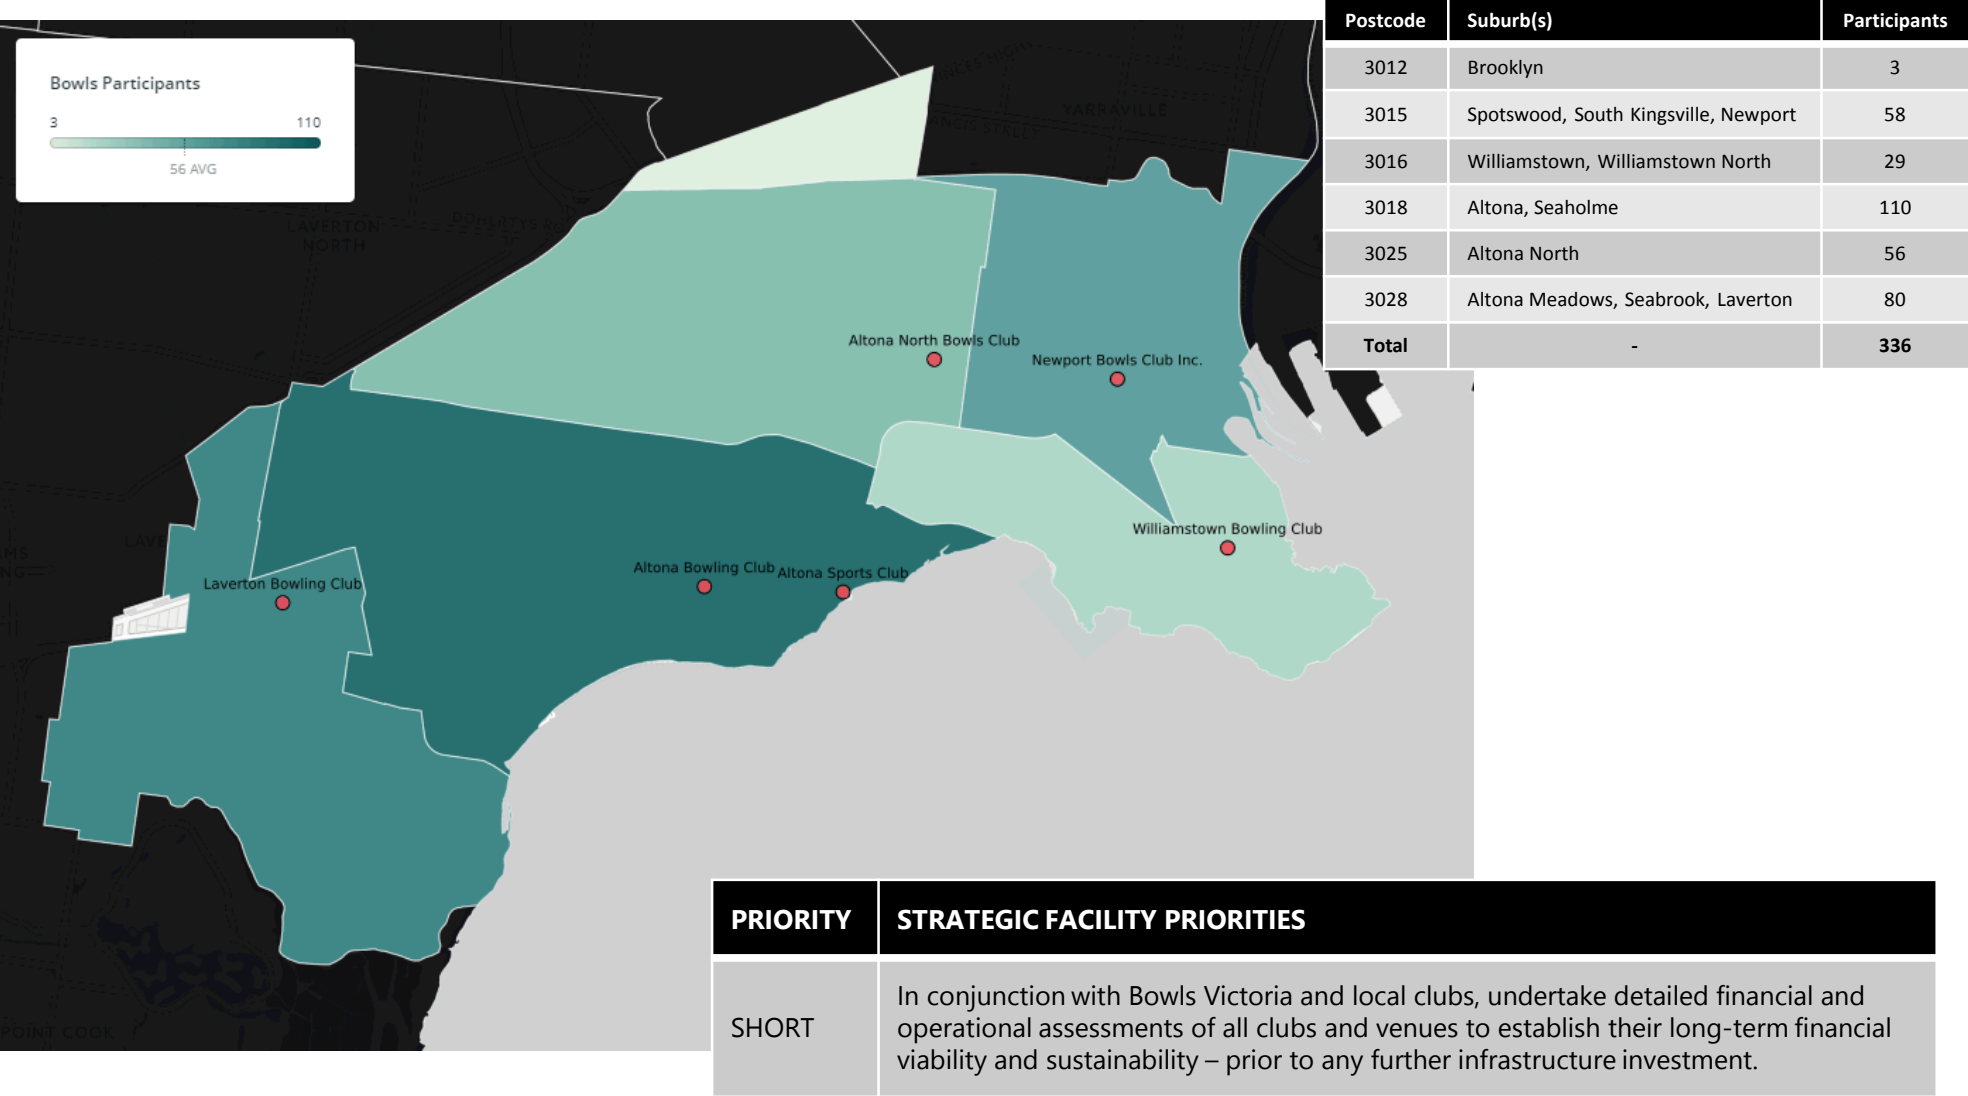 Postcode Suburb(s) Participants
3012 Brooklyn 3
3015 Spotswood, South Kingsville, Newport 58
3016 Williamstown, Williamstown North 29
3018 Altona, Seaholme 110
3025 Altona North 56
3028 Altona Meadows, Seabrook, Laverton 80
Total - 336
Bowls Participants
3 110
56 AVG
YARRAVILLE
LAVERTON
NORTH
Altona North Bowls Club
Newport Bowls Club Inc.
Williamstown Bowling Club
Altona Bowling Club
Altona Sports Club
Laverton Bowling Club
POINT COOK
PRIORITY STRATEGIC FACILITY PRIORITIES
SHORT
In conjunction with Bowls Victoria and local clubs, undertake detailed financial and
operational assessments of all clubs and venues to establish their long-term financial
viability and sustainability – prior to any further infrastructure investment.